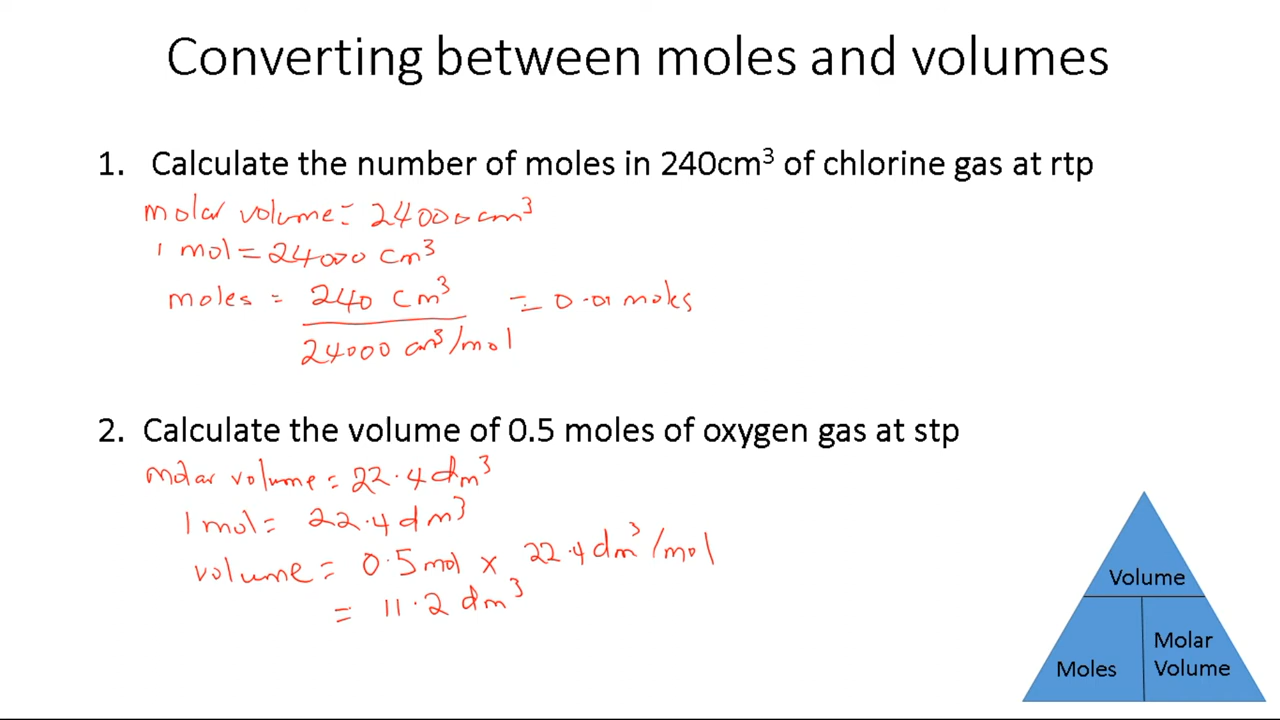 Converting between moles and volumes
1. Calculate the number of moles in 240cm³ of chlorine gas at rtp
molar volume = 24000cm³
1 mol = 24000 cm³
moles = 240 cm³ = 0.01 moles
24000 cm³/mol
2. Calculate the volume of 0.5 moles of oxygen gas at stp
molar volume = 22.4 dm³
1 mol = 22.4 dm³
volume = 0.5 mol x 22.4 dm³/mol
= 11.2 dm³
Volume
Moles
Molar
Volume